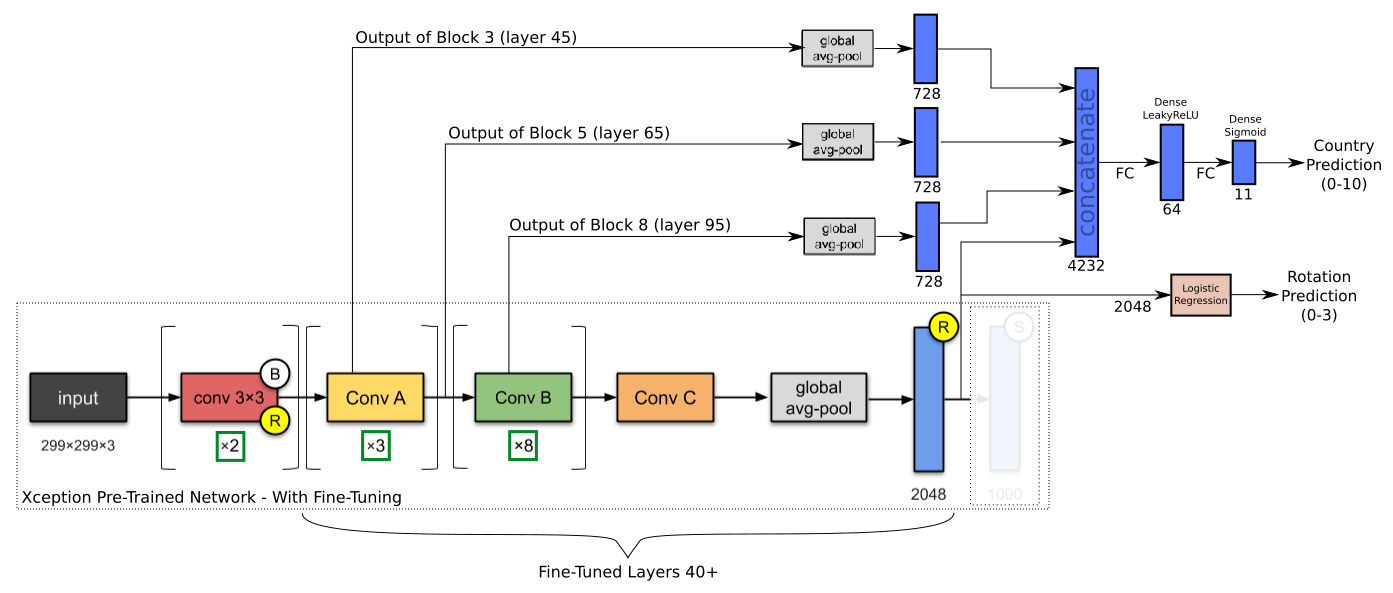 Output of Block 3 (layer 45)
global
avg-pool
728
Output of Block 5 (layer 65)
global
avg-pool
728
Output of Block 8 (layer 95)
global
avg-pool
728
concatenate
4232
FC
Dense
LeakyReLU
64
FC
Dense
Sigmoid
11
Country
Prediction
(0-10)
2048
Logistic
Regression
Rotation
Prediction
(0-3)
input
299×299×3
conv 3×3
B
R
×2
Conv A
×3
Conv B
×8
Conv C
global
avg-pool
R
2048
S
1000
Xception Pre-Trained Network - With Fine-Tuning
Fine-Tuned Layers 40+